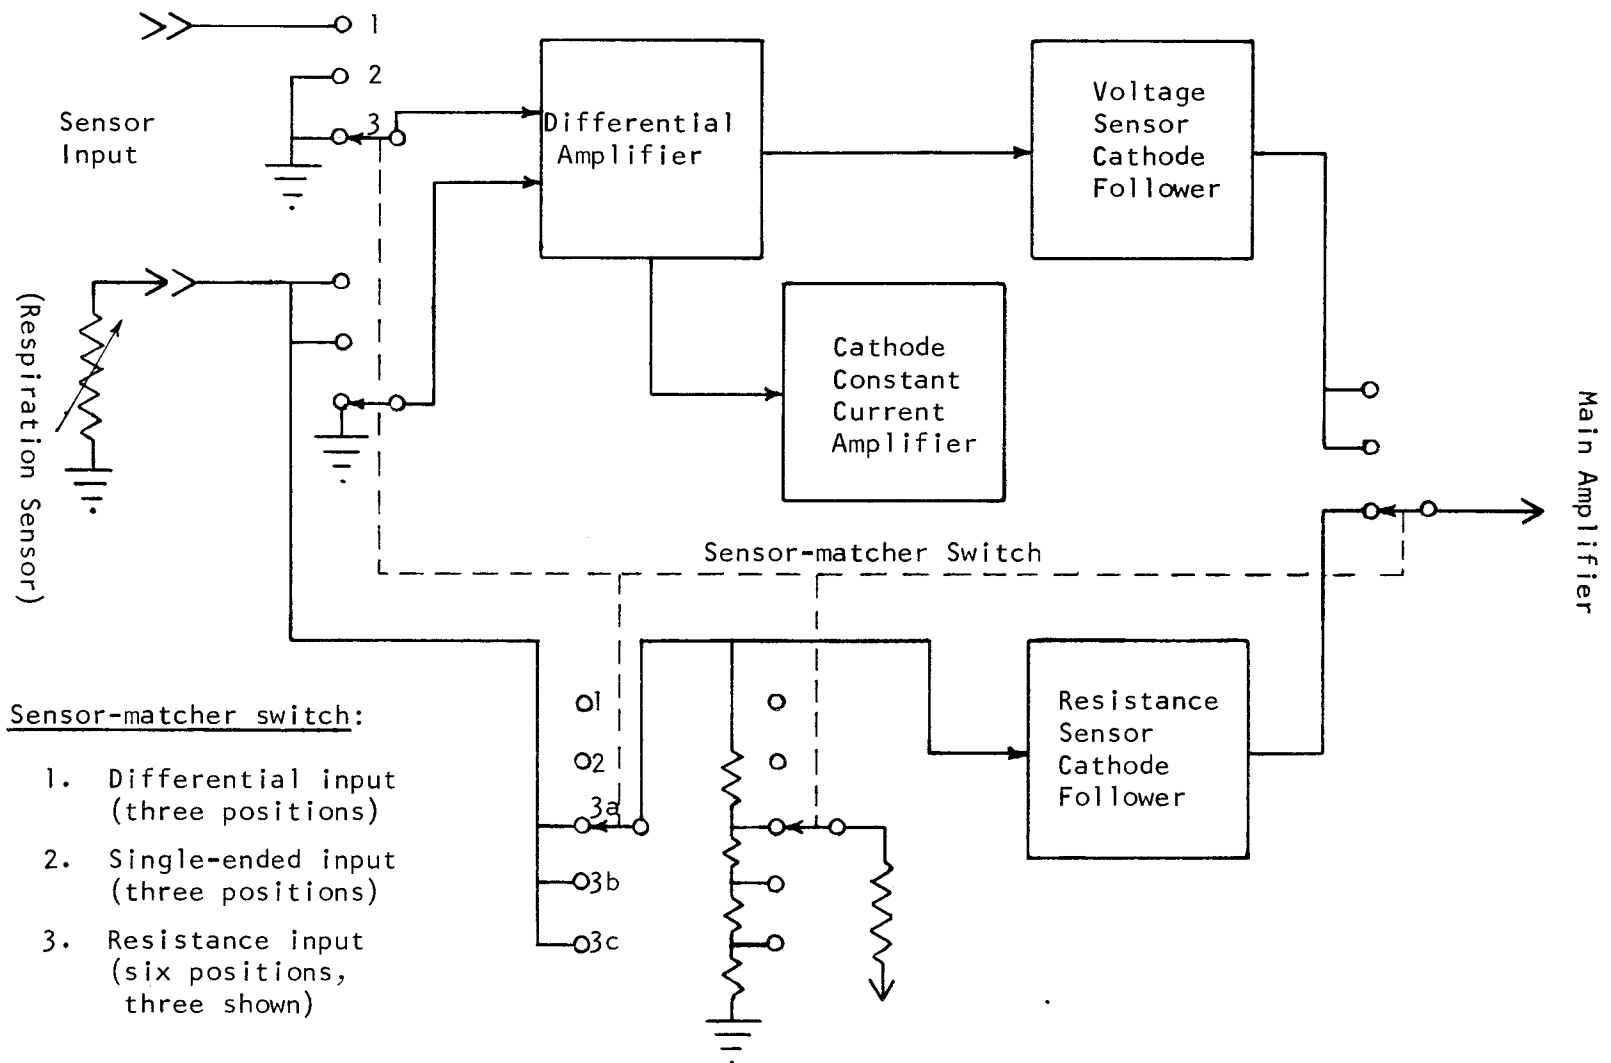 1
2
3
Sensor
Input
Differential
Amplifier
Voltage
Sensor
Cathode
Follower
(Respiration Sensor)
Cathode
Constant
Current
Amplifier
Main Amplifier
Sensor-matcher Switch
1
2
3a
3b
3c
Resistance
Sensor
Cathode
Follower
Sensor-matcher switch:
1. Differential input
(three positions)
2. Single-ended input
(three positions)
3. Resistance input
(six positions,
three shown)